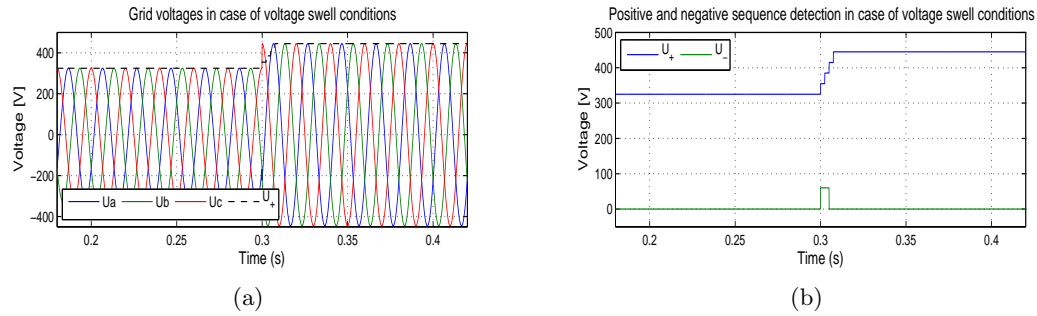 Grid voltages in case of voltage swell conditions
400
200
0
−200
−400
Voltage [V]
Ua Ub Uc U+
0.2 0.25 0.3 0.35 0.4
Time (s)
(a)
Positive and negative sequence detection in case of voltage swell conditions
500
400
300
200
100
0
Voltage [v]
U+ U−
0.2 0.25 0.3 0.35 0.4
Time (s)
(b)